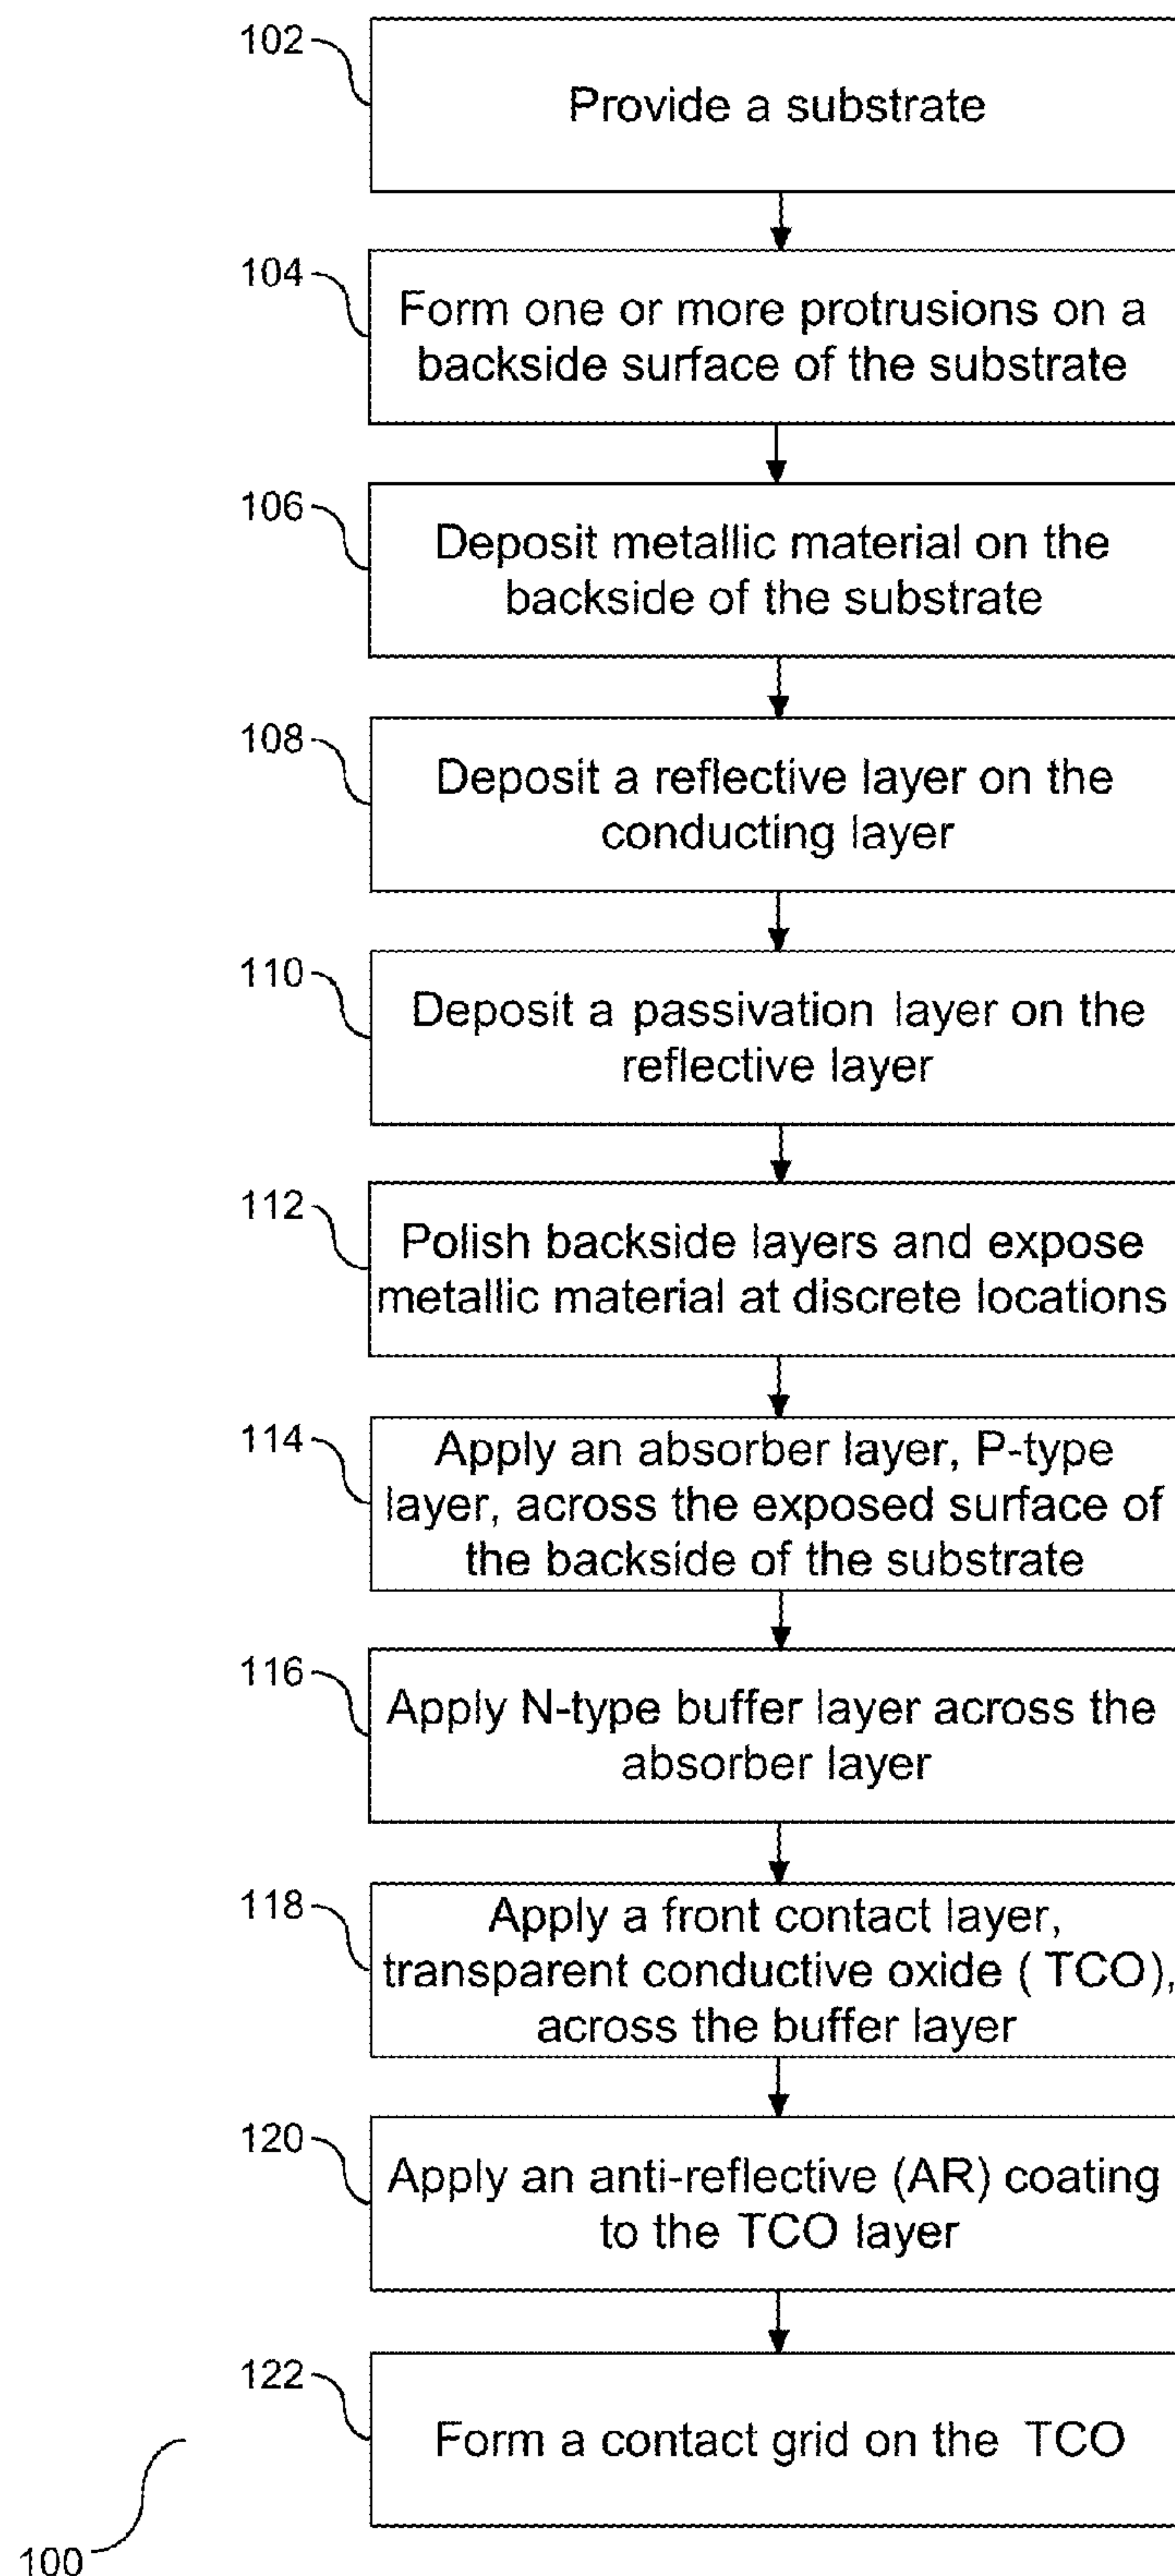 102
Provide a substrate
104
Form one or more protrusions on a
backside surface of the substrate
106
Deposit metallic material on the
backside of the substrate
108
Deposit a reflective layer on the
conducting layer
110
Deposit a passivation layer on the
reflective layer
112
Polish backside layers and expose
metallic material at discrete locations
114
Apply an absorber layer, P-type
layer, across the exposed surface of
the backside of the substrate
116
Apply N-type buffer layer across the
absorber layer
118
Apply a front contact layer,
transparent conductive oxide ( TCO),
across the buffer layer
120
Apply an anti-reflective (AR) coating
to the TCO layer
122
Form a contact grid on the TCO
100